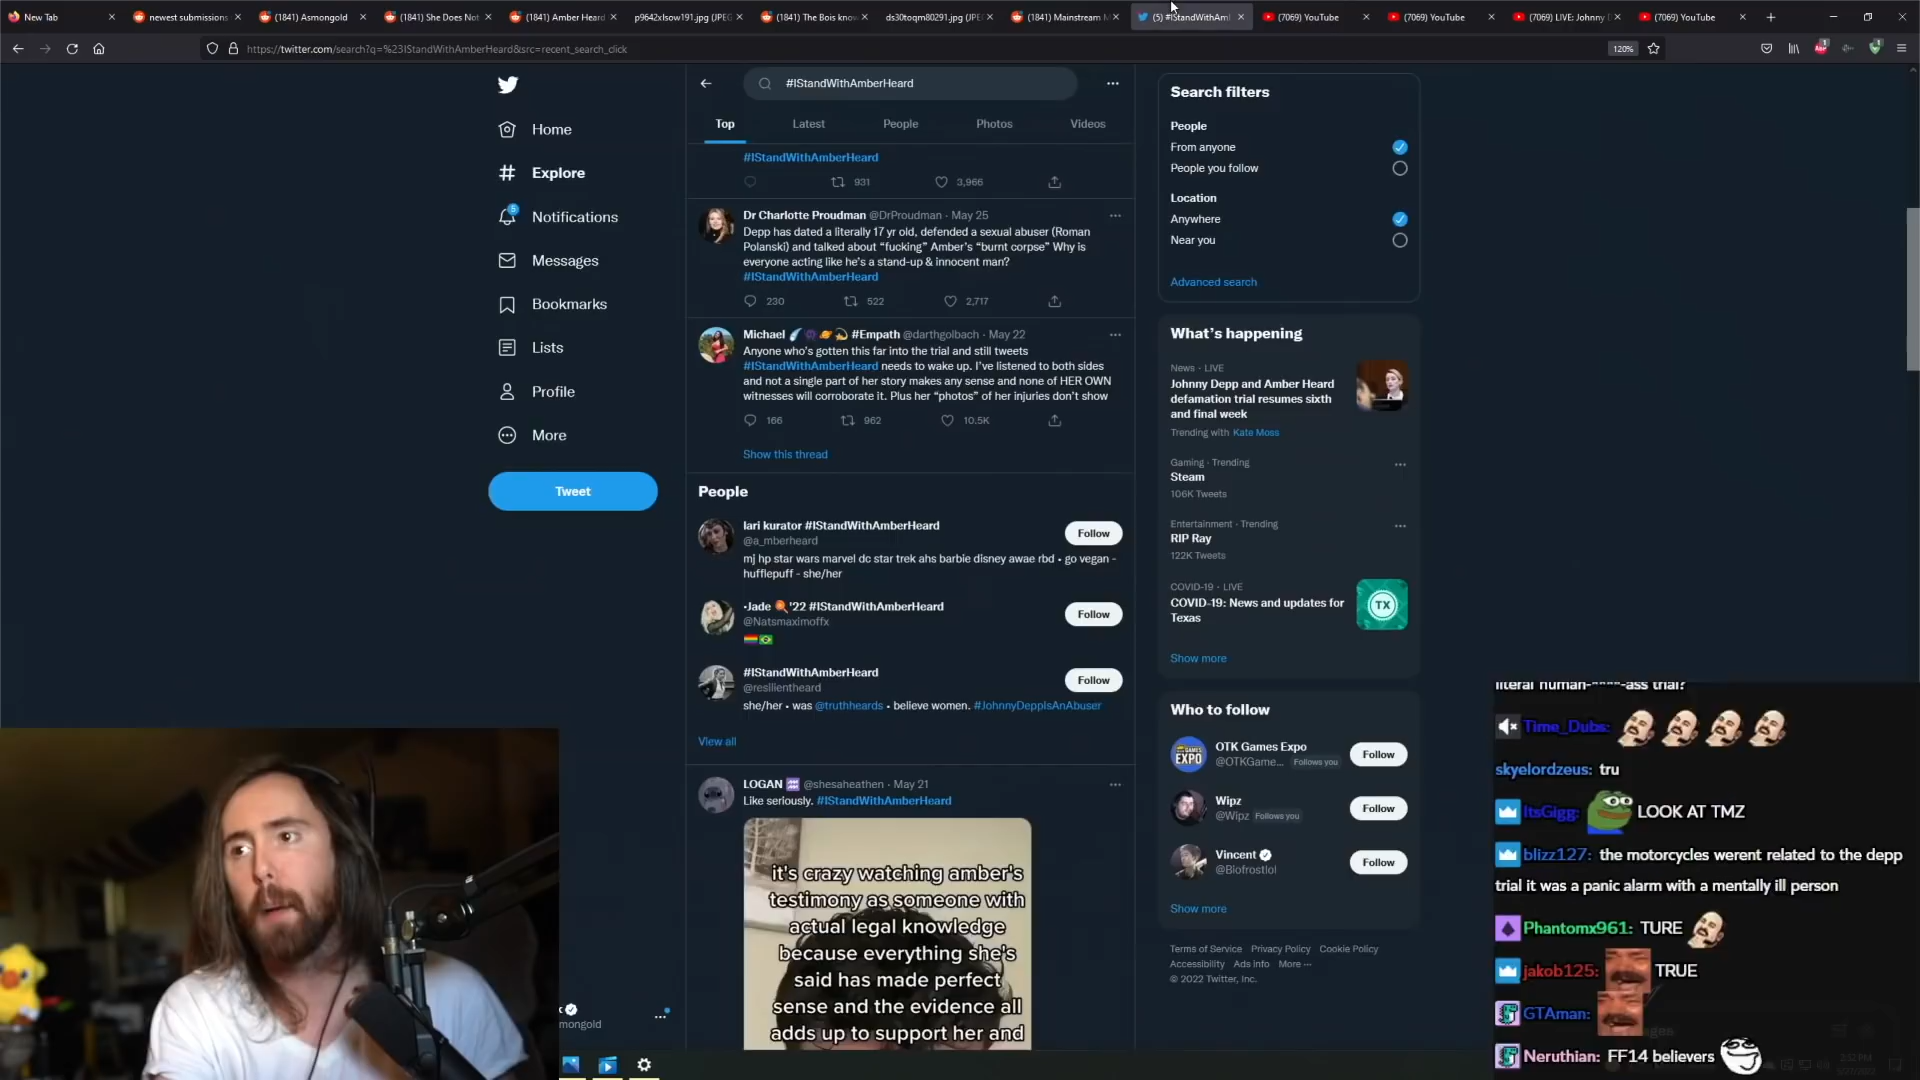 New Tab
newest submissions
(1841) Asmongold
(1841) She Does Not
(1841) Amber Heard
p9642xlsow191.jpg (JPEG
(1841) The Bois know
ds30toqm80291.jpg (JPEG
(1841) Mainstream M
(5) #IStandWithAmb
(7069) YouTube
(7069) YouTube
(7069) LIVE: Johnny D
(7069) YouTube
https://twitter.com/search?q=%23IStandWithAmberHeard&src=recent_search_click
120%
Home
Explore
5
Notifications
Messages
Bookmarks
Lists
Profile
More
Tweet
#IStandWithAmberHeard
Top
Latest
People
Photos
Videos
#IStandWithAmberHeard
931
3,966
Dr Charlotte Proudman @DrProudman · May 25
Depp has dated a literally 17 yr old, defended a sexual abuser (Roman
Polanski) and talked about “fucking” Amber’s “burnt corpse” Why is
everyone acting like he’s a stand-up & innocent man?
#IStandWithAmberHeard
230
522
2,717
Michael #Empath @darthgolbach · May 22
Anyone who’s gotten this far into the trial and still tweets
#IStandWithAmberHeard needs to wake up. I’ve listened to both sides
and not a single part of her story makes any sense and none of HER OWN
witnesses will corroborate it. Plus her “photos” of her injuries don’t show
166
962
10.5K
Show this thread
People
lari kurator #IStandWithAmberHeard
@a_mberheard
Follow
mj hp star wars marvel dc star trek ahs barbie disney awae rbd • go vegan -
hufflepuff - she/her
•Jade '22 #IStandWithAmberHeard
@Natsmaximoffx
Follow
#IStandWithAmberHeard
@resilientheard
Follow
she/her • was @truthheards • believe women. #JohnnyDeppIsAnAbuser
View all
LOGAN @shesaheathen · May 21
Like seriously. #IStandWithAmberHeard
it's crazy watching amber's
testimony as someone with
actual legal knowledge
because everything she's
said has made perfect
sense and the evidence all
adds up to support her and
Search filters
People
From anyone
People you follow
Location
Anywhere
Near you
Advanced search
What’s happening
News · LIVE
Johnny Depp and Amber Heard
defamation trial resumes sixth
and final week
Trending with Kate Moss
Gaming · Trending
Steam
106K Tweets
Entertainment · Trending
RIP Ray
122K Tweets
COVID-19 · LIVE
COVID-19: News and updates for
Texas
TX
Show more
Who to follow
OTK Games Expo
@OTKGame... Follows you
Follow
GAMES
EXPO
Wipz
@Wipz Follows you
Follow
Vincent
@Biofrostlol
Follow
Show more
Terms of Service Privacy Policy Cookie Policy
Accessibility Ads info More ···
© 2022 Twitter, Inc.
mongold
literal human-****-ass trial?
Time_Dubs:
skyelordzeus: tru
ItsGigg: LOOK AT TMZ
blizz127: the motorcycles werent related to the depp
trial it was a panic alarm with a mentally ill person
Phantomx961: TURE
jakob125: TRUE
GTAman:
Neruthian: FF14 believers